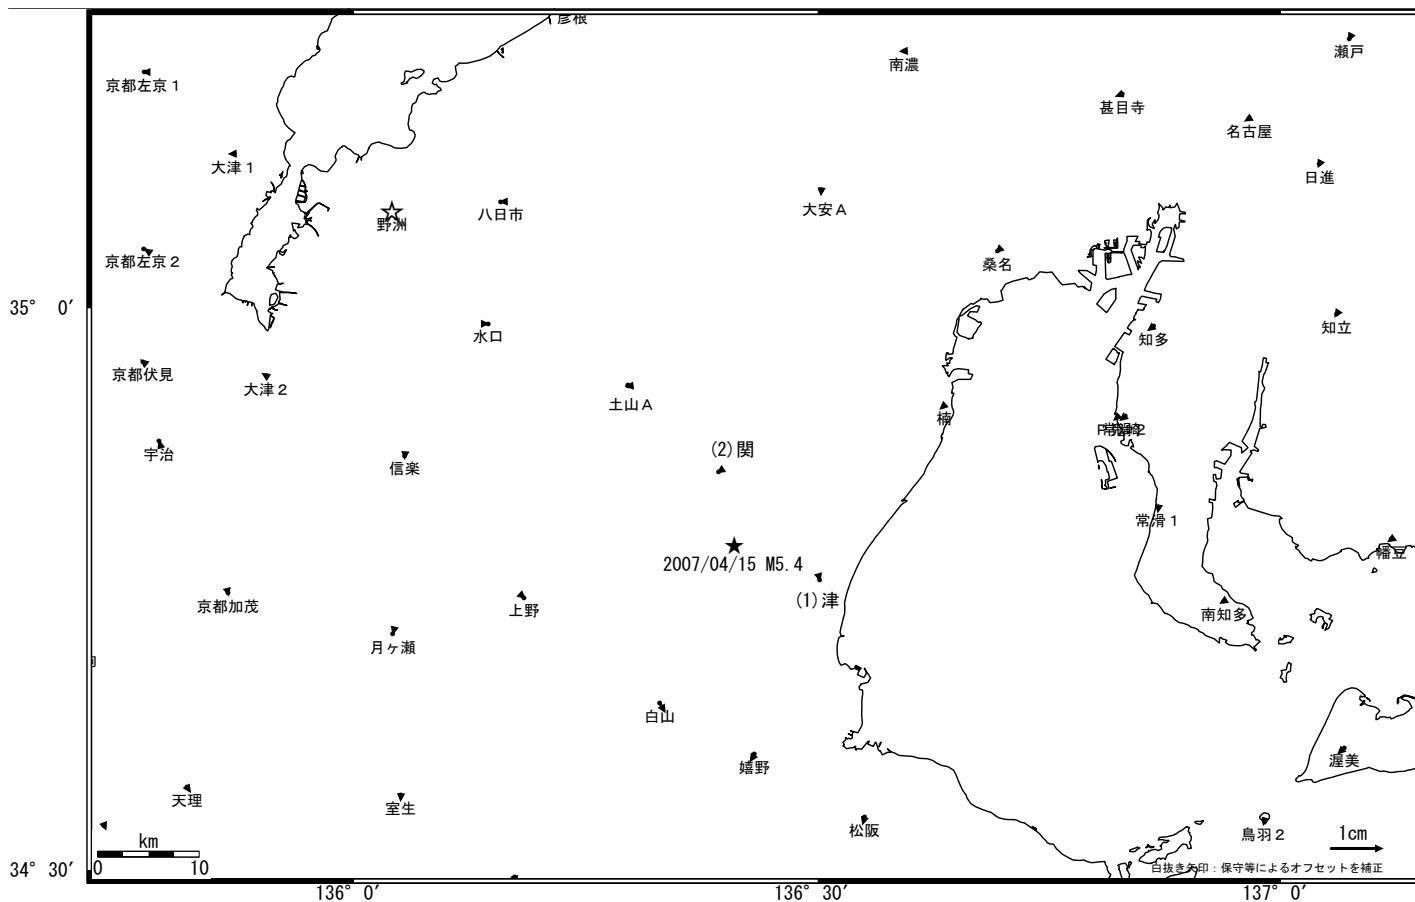 彦根
瀬戸
南濃
京都左京１
甚目寺
名古屋
大津１
日進
八日市
大安Ａ
野洲
京都左京２
桑名
35° 0′
知立
水口
知多
京都伏見
大津２
土山Ａ
楠
(2)関
宇治
信楽
常滑１
幡豆
2007/04/15 M5.4
(1)津
京都加茂
上野
南知多
月ヶ瀬
白山
渥美
嬉野
天理
室生
松阪
鳥羽２
km
0 10
1cm
白抜き矢印：保守等によるオフセットを補正
34° 30′
136° 0′
136° 30′
137° 0′